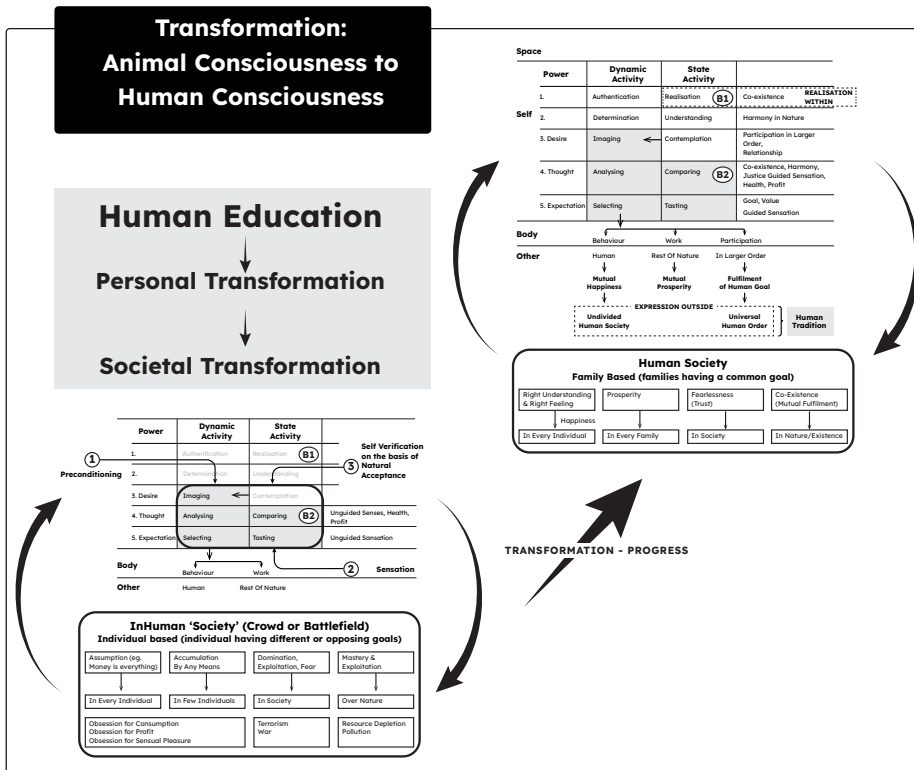 Transformation:
Animal Consciousness to
Human Consciousness
Human Education
Personal Transformation
Societal Transformation
Space
Power
Dynamic
Activity
State
Activity
1.
Authentication
Realisation
B1
Co-existence
REALISATION
WITHIN
Self
2.
Determination
Understanding
Harmony in Nature
3. Desire
Imaging
Contemplation
Participation in Larger
Order,
Relationship
4. Thought
Analysing
Comparing
B2
Co-existence, Harmony,
Justice Guided Sensation,
Health, Profit
5. Expectation
Selecting
Tasting
Goal, Value
Guided Sensation
Body
Behaviour
Work
Participation
Other
Human
Rest Of Nature
In Larger Order
Mutual
Happiness
Mutual
Prosperity
Fulfilment
of Human Goal
EXPRESSION OUTSIDE
Undivided
Human Society
Universal
Human Order
Human
Tradition
Human Society
Family Based (families having a common goal)
Right Understanding
& Right Feeling
Prosperity
Fearlessness
(Trust)
Co-Existence
(Mutual Fulfilment)
Happiness
In Every Individual
In Every Family
In Society
In Nature/Existence
Power
Dynamic
Activity
State
Activity
1.
Authentication
Realisation
B1
2.
Determination
Understanding
3. Desire
Imaging
Contemplation
4. Thought
Analysing
Comparing
B2
Unguided Senses, Health,
Profit
5. Expectation
Selecting
Tasting
Unguided Sansation
1
Preconditioning
3
Self Verification
on the basis of
Natural
Acceptance
2
Sensation
Body
Behaviour
Work
Other
Human
Rest Of Nature
TRANSFORMATION - PROGRESS
InHuman ‘Society’ (Crowd or Battlefield)
Individual based (individual having different or opposing goals)
Assumption (eg.
Money is everything)
Accumulation
By Any Means
Domination,
Exploitation, Fear
Mastery &
Exploitation
In Every Individual
In Few Individuals
In Society
Over Nature
Obsession for Consumption
Obsession for Profit
Obsession for Sensual Pleasure
Terrorism
War
Resource Depletion
Pollution